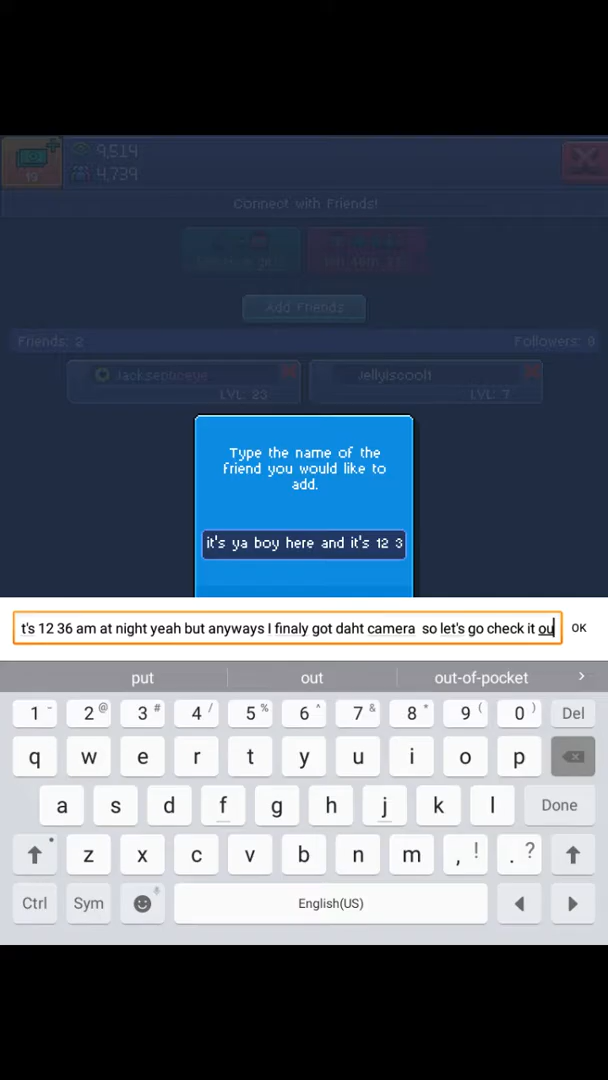 19
9,514
4,739
Connect with Friends!
Add Friends
Friends: 2
Followers: 0
Jacksepticeye
LVL: 23
Jellyiscool1
LVL: 7
Type the name of the
friend you would like to
add.
it's ya boy here and it's 12 3
t's 12 36 am at night yeah but anyways I finaly got daht camera  so let's go check it ou
OK
put out out-of-pocket >
1 - 2 @ 3 # 4 / 5 % 6 ^ 7 & 8 * 9 ( 0 ) Del
q w e r t y u i o p
a s d f g h j k l Done
z x c v b n m , ! . ?
Ctrl Sym English(US)